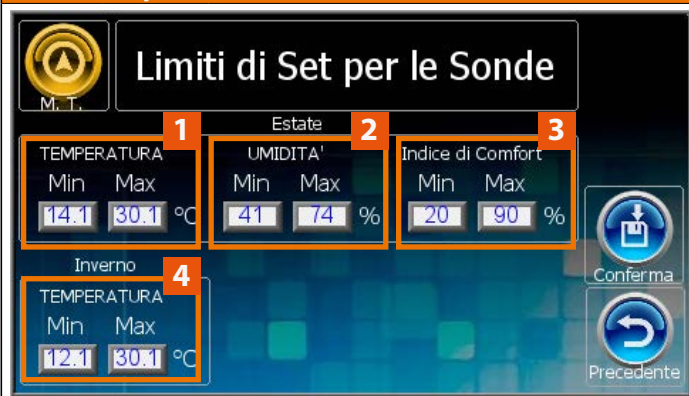 Limiti di Set per le Sonde
M. T.
Estate
1
2
3
TEMPERATURA
UMIDITA'
Indice di Comfort
Min Max
Min Max
Min Max
14.1 30.1 °C
41 74 %
20 90 %
Conferma
Inverno
4
TEMPERATURA
Min Max
12.1 30.1 °C
Precedente